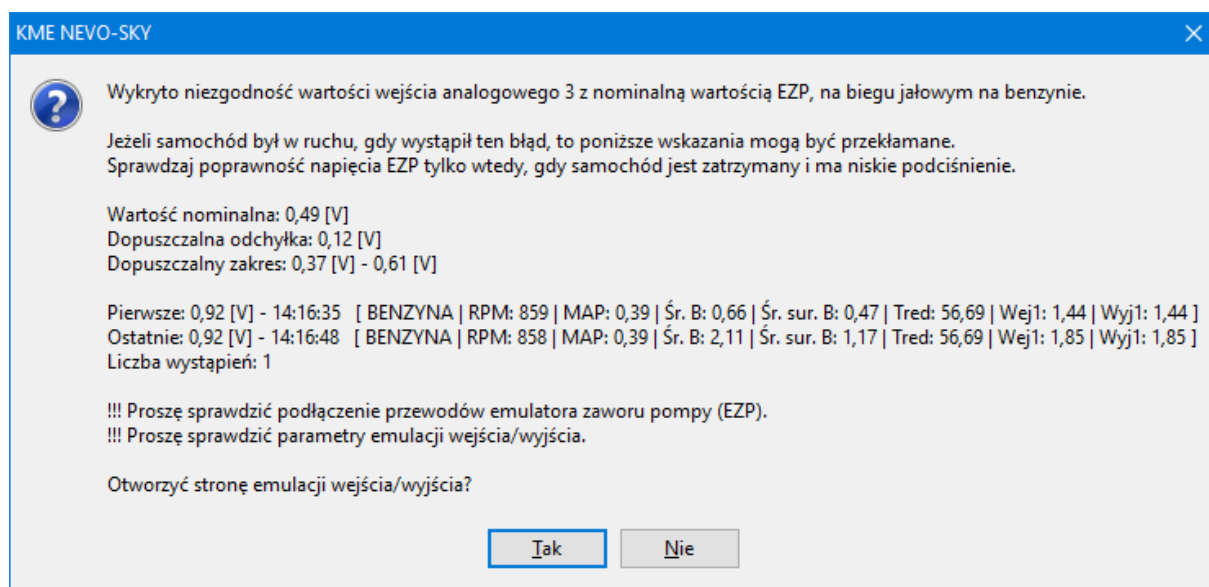 KME NEVO-SKY
Wykryto niezgodność wartości wejścia analogowego 3 z nominalną wartością EZP, na biegu jałowym na benzynie.
Jeżeli samochód był w ruchu, gdy wystąpił ten błąd, to poniższe wskazania mogą być przekłamane.
Sprawdzaj poprawność napięcia EZP tylko wtedy, gdy samochód jest zatrzymany i ma niskie podciśnienie.
Wartość nominalna: 0,49 [V]
Dopuszczalna odchyłka: 0,12 [V]
Dopuszczalny zakres: 0,37 [V] - 0,61 [V]
Pierwsze: 0,92 [V] - 14:16:35   [ BENZYNA | RPM: 859 | MAP: 0,39 | Śr. B: 0,66 | Śr. sur. B: 0,47 | Tred: 56,69 | Wej1: 1,44 | Wyj1: 1,44 ]
Ostatnie: 0,92 [V] - 14:16:48   [ BENZYNA | RPM: 858 | MAP: 0,39 | Śr. B: 2,11 | Śr. sur. B: 1,17 | Tred: 56,69 | Wej1: 1,85 | Wyj1: 1,85 ]
Liczba wystąpień: 1
!!! Proszę sprawdzić podłączenie przewodów emulatora zaworu pompy (EZP).
!!! Proszę sprawdzić parametry emulacji wejścia/wyjścia.
Otworzyć stronę emulacji wejścia/wyjścia?
Tak Nie